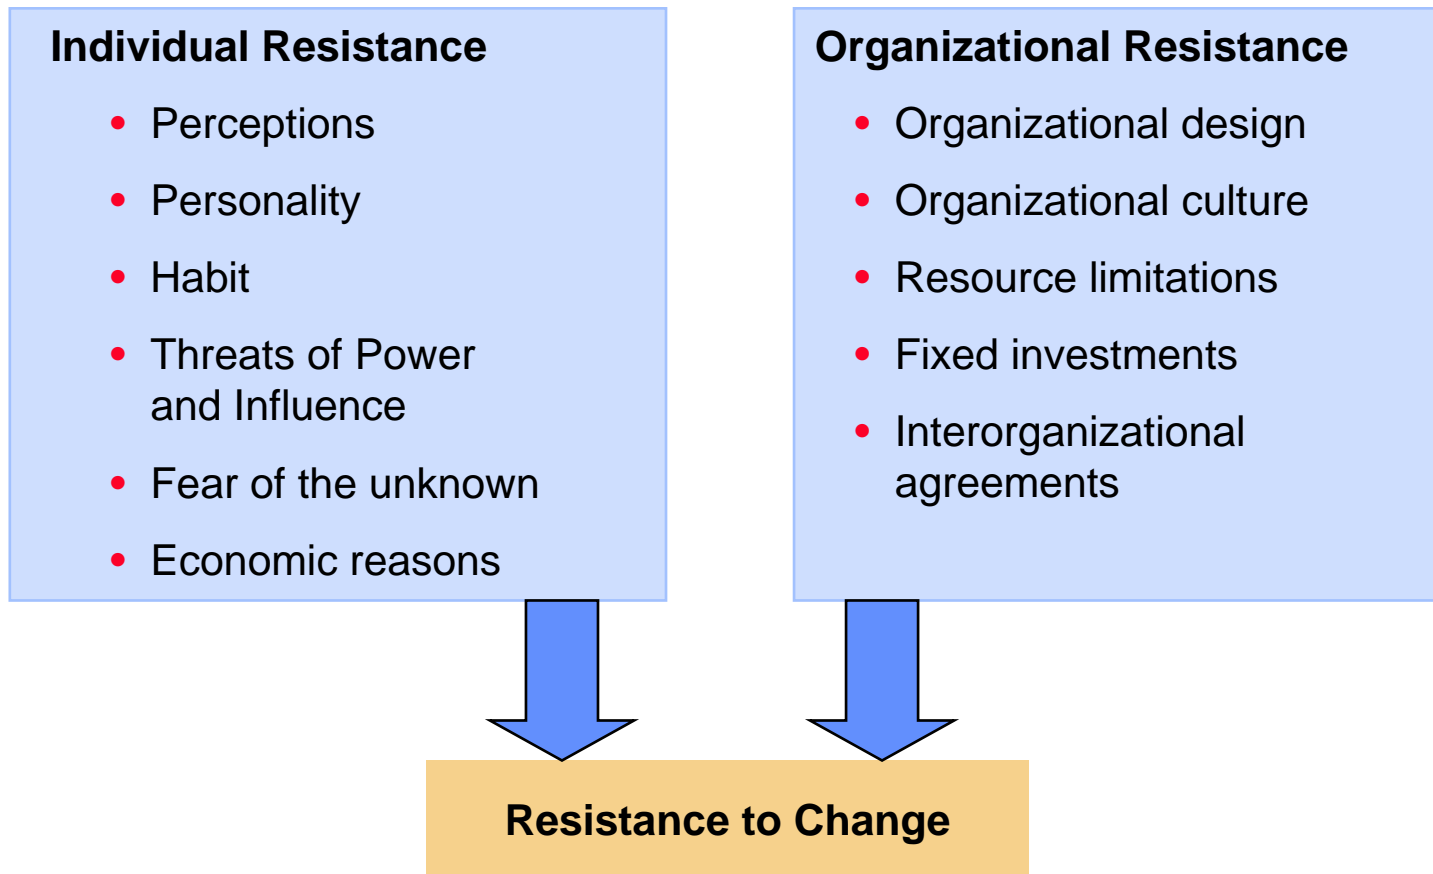 Individual Resistance
• Perceptions
• Personality
• Habit
• Threats of Power
and Influence
• Fear of the unknown
• Economic reasons
Organizational Resistance
• Organizational design
• Organizational culture
• Resource limitations
• Fixed investments
• Interorganizational
agreements
Resistance to Change